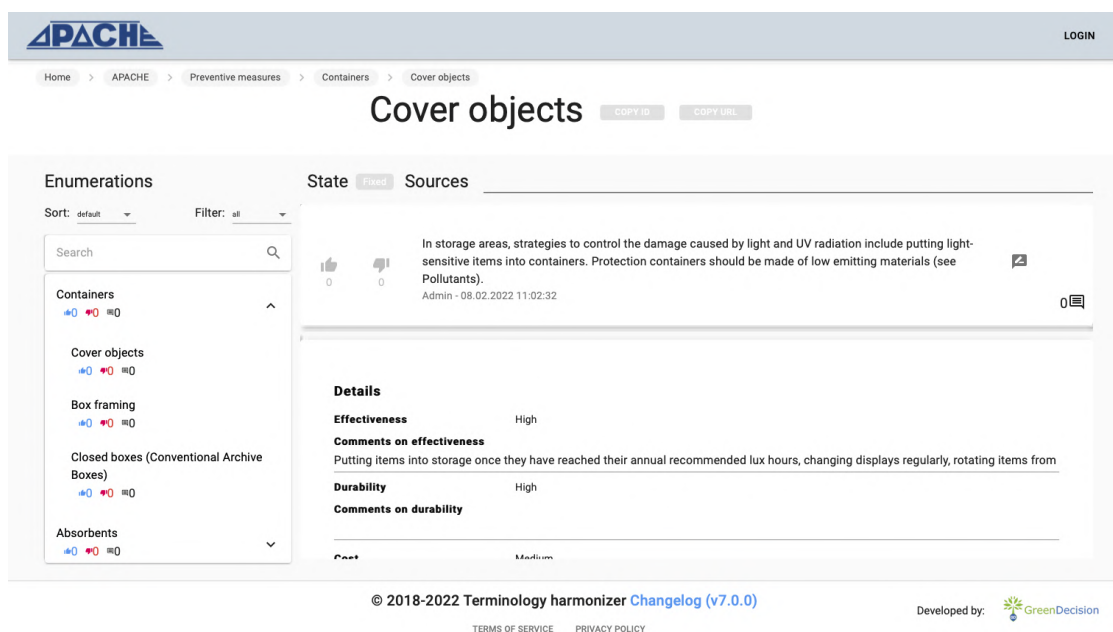 APACHE
LOGIN
Home > APACHE > Preventive measures > Containers > Cover objects
Cover objects COPY ID COPY URL
Enumerations
Sort: default Filter: all
Search
Containers
0 0 0
Cover objects
0 0 0
Box framing
0 0 0
Closed boxes (Conventional Archive
Boxes)
0 0 0
Absorbents
0 0 0
State Fixed Sources
In storage areas, strategies to control the damage caused by light and UV radiation include putting light-
sensitive items into containers. Protection containers should be made of low emitting materials (see
Pollutants).
Admin - 08.02.2022 11:02:32
0 0
0
Details
Effectiveness High
Comments on effectiveness
Putting items into storage once they have reached their annual recommended lux hours, changing displays regularly, rotating items from
Durability High
Comments on durability
Cost Medium
© 2018-2022 Terminology harmonizer Changelog (v7.0.0)
TERMS OF SERVICE PRIVACY POLICY
Developed by: GreenDecision